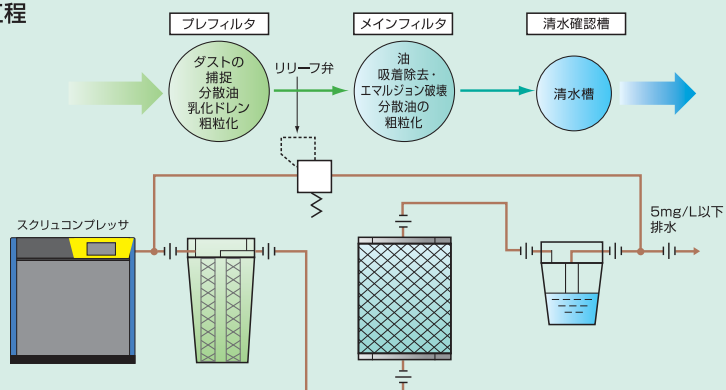 プレフィルタ
メインフィルタ
清水確認槽
ダストの
捕捉
分散油
乳化ドレン
粗粒化
リリーフ弁
油
吸着除去・
エマルジョン破壊
分散油の
粗粒化
清水槽
スクリュコンプレッサ
5mg/L以下
排水